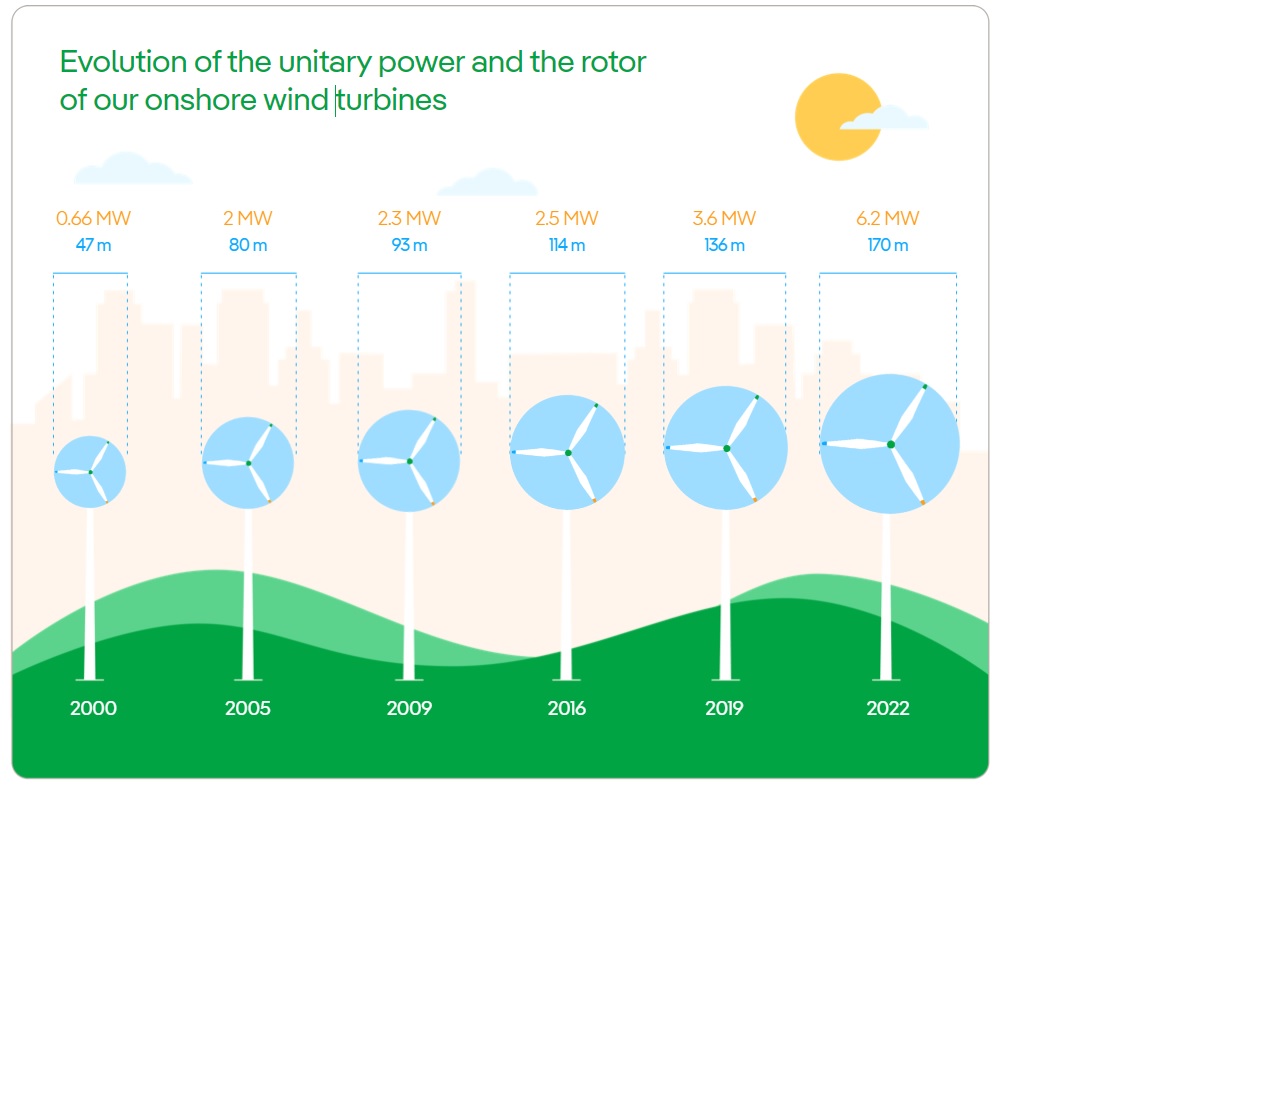 Evolution of the unitary power and the rotor
of our onshore wind turbines
0.66 MW 2 MW 2.3 MW 2.5 MW 3.6 MW 6.2 MW
47 m 80 m 93 m 114 m 136 m 170 m
2000 2005 2009 2016 2019 2022